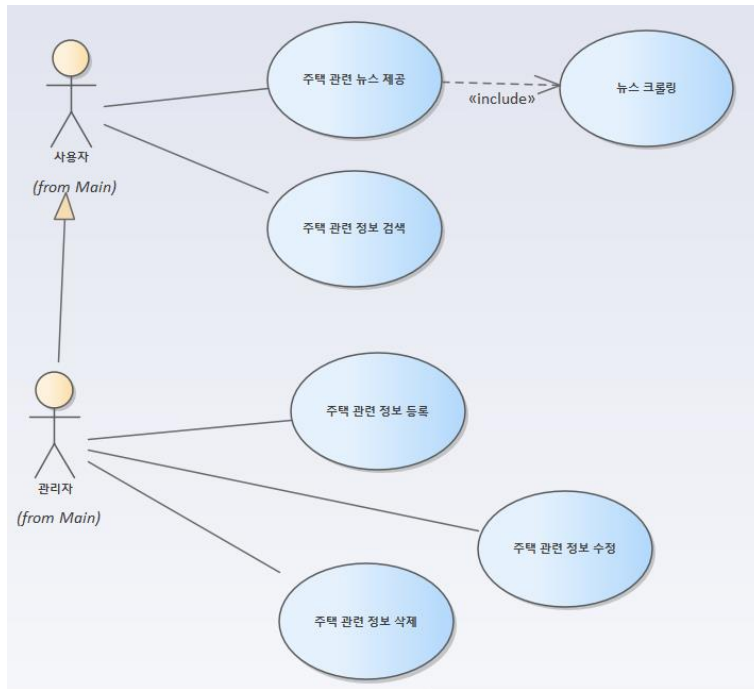 주택 관련 뉴스 제공
«include»
뉴스 크롤링
사용자
(from Main)
주택 관련 정보 검색
주택 관련 정보 등록
관리자
(from Main)
주택 관련 정보 수정
주택 관련 정보 삭제